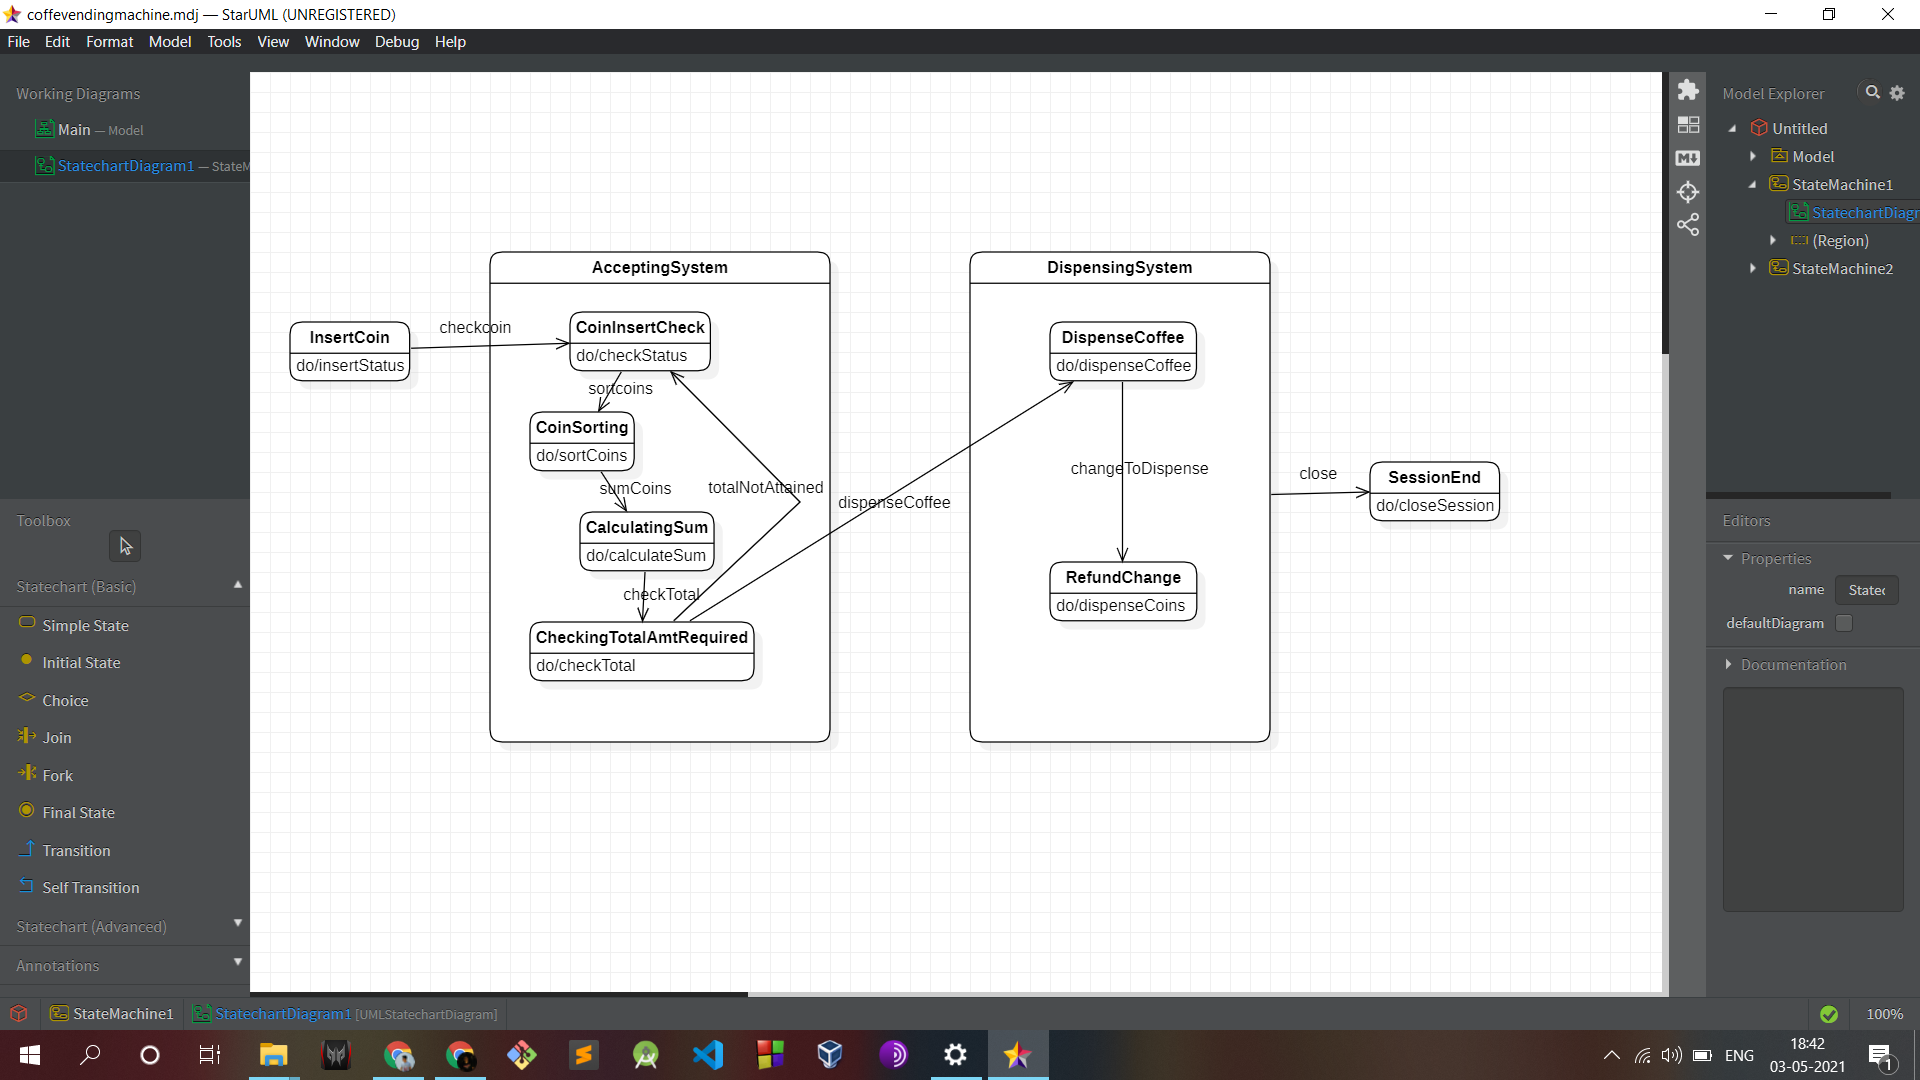 coffevendingmachine.mdj — StarUML (UNREGISTERED)
File Edit Format Model Tools View Window Debug Help
Working Diagrams
Main — Model
StatechartDiagram1 — StateM
Toolbox
Statechart (Basic)
Simple State
Initial State
Choice
Join
Fork
Final State
Transition
Self Transition
Statechart (Advanced)
Annotations
InsertCoin
do/insertStatus
checkcoin
AcceptingSystem
CoinInsertCheck
do/checkStatus
sortcoins
CoinSorting
do/sortCoins
sumCoins
totalNotAttained
CalculatingSum
do/calculateSum
checkTotal
CheckingTotalAmtRequired
do/checkTotal
dispenseCoffee
DispensingSystem
DispenseCoffee
do/dispenseCoffee
changeToDispense
RefundChange
do/dispenseCoins
close
SessionEnd
do/closeSession
M
Model Explorer
Untitled
Model
StateMachine1
StatechartDiagr
(Region)
StateMachine2
Editors
Properties
name Statec
defaultDiagram
Documentation
StateMachine1 StatechartDiagram1 [UMLStatechartDiagram]
100%
S
ENG
18:42
03-05-2021
1